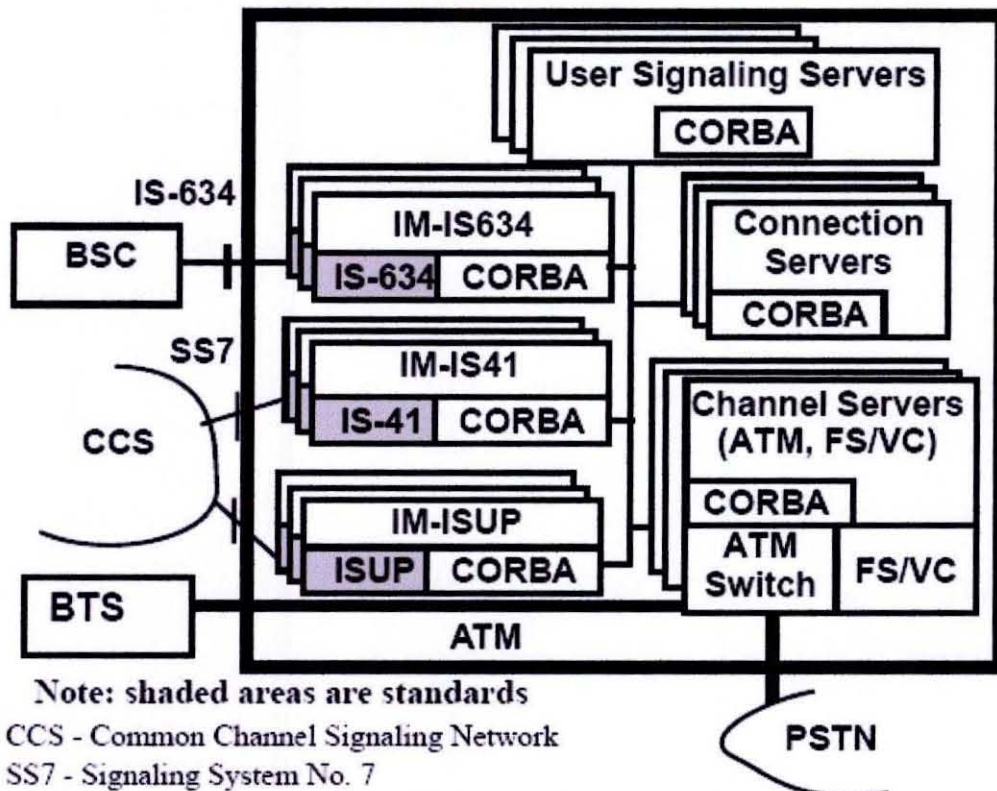 User Signaling Servers
CORBA
IS-634
BSC
IM-IS634
IS-634 CORBA
Connection
Servers
CORBA
SS7
CCS
IM-IS41
IS-41 CORBA
Channel Servers
(ATM, FS/VC)
CORBA
ATM
Switch
FS/VC
IM-ISUP
ISUP CORBA
BTS
ATM
Note: shaded areas are standards
CCS - Common Channel Signaling Network
SS7 - Signaling System No. 7
PSTN